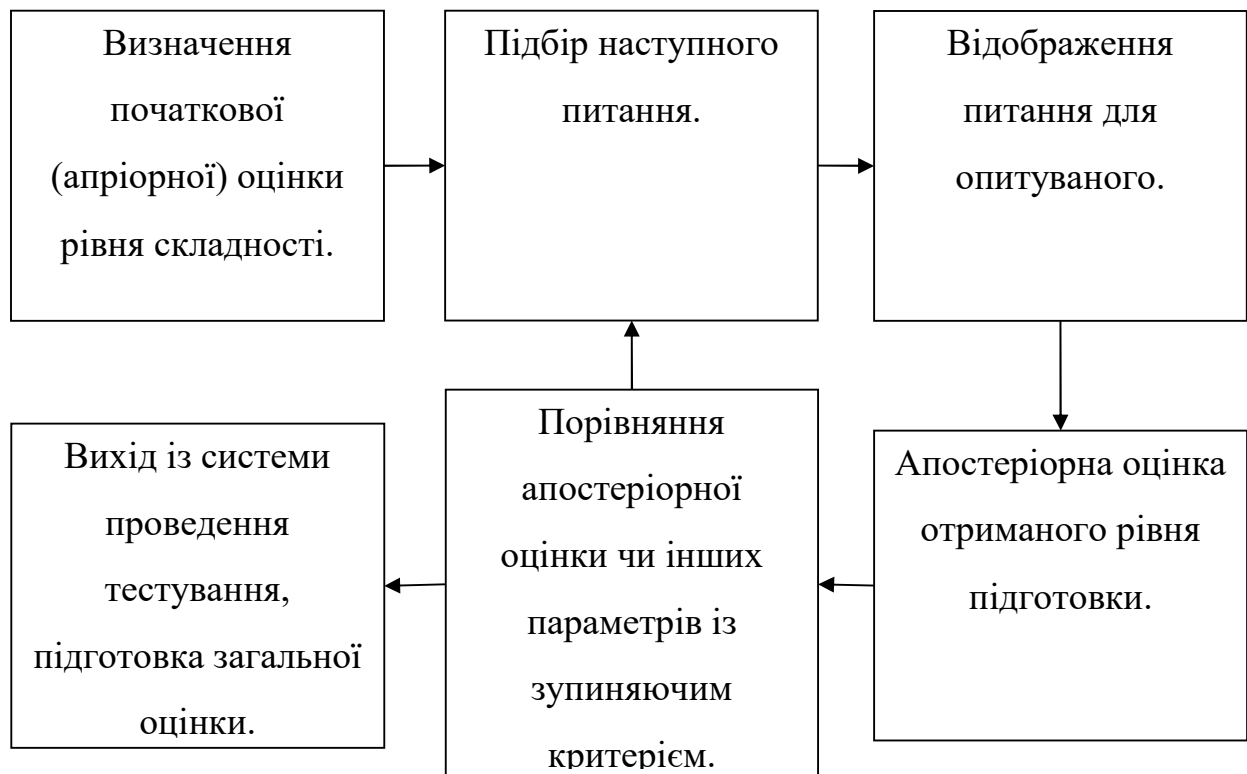 Визначення
початкової
(апріорної) оцінки
рівня складності.
Підбір наступного
питання.
Відображення
питання для
опитуваного.
Апостеріорна оцінка
отриманого рівня
підготовки.
Порівняння
апостеріорної
оцінки чи інших
параметрів із
зупиняючим
критерієм.
Вихід із системи
проведення
тестування,
підготовка загальної
оцінки.